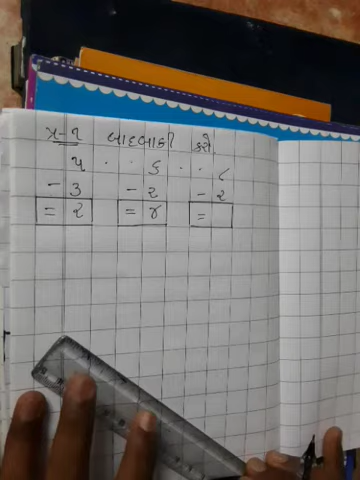 પ્ર-૧ બાદબાકી કરો
૫ ૬ ૮
- ૩ - ૨ - ૨
= ૨ = ૪ =